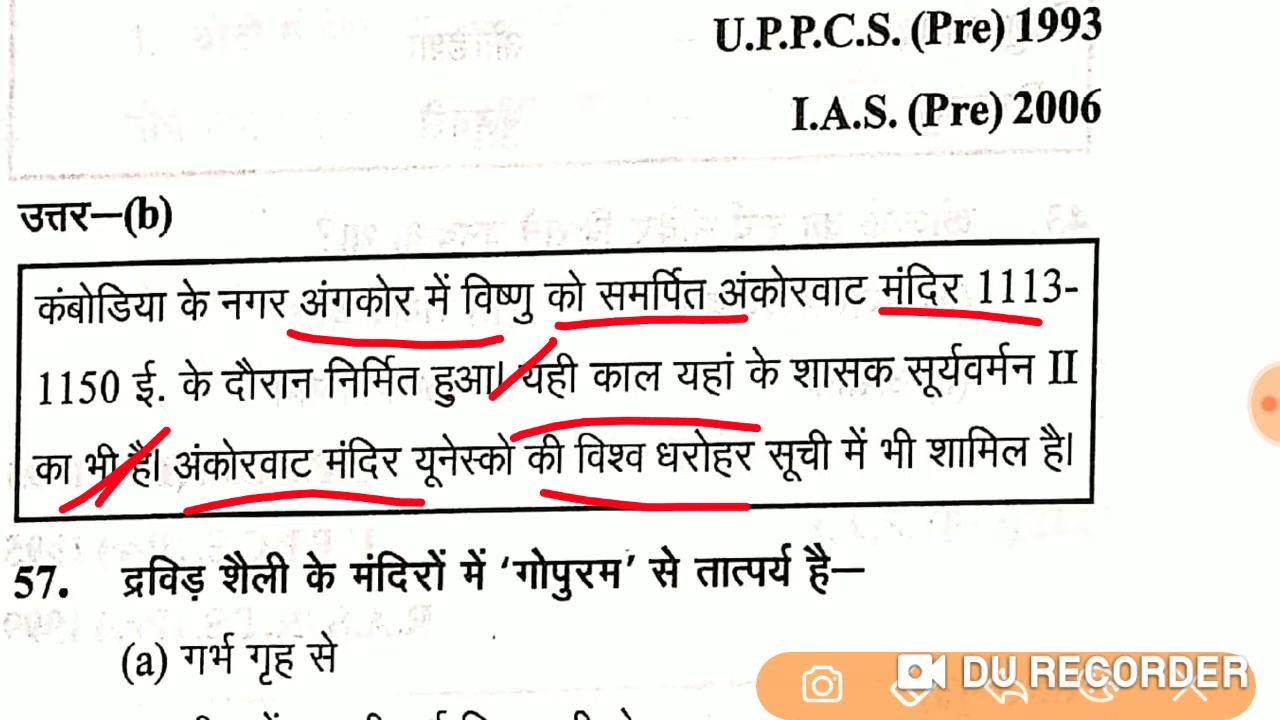 U.P.P.C.S. (Pre) 1993
I.A.S. (Pre) 2006
उत्तर–(b)
कंबोडिया के नगर अंगकोर में विष्णु को समर्पित अंकोरवाट मंदिर 1113-
1150 ई. के दौरान निर्मित हुआ। यही काल यहां के शासक सूर्यवर्मन II
का भी है। अंकोरवाट मंदिर यूनेस्को की विश्व धरोहर सूची में भी शामिल है।
57. द्रविड़ शैली के मंदिरों में ‘गोपुरम’ से तात्पर्य है–
(a) गर्भ गृह से
DU RECORDER